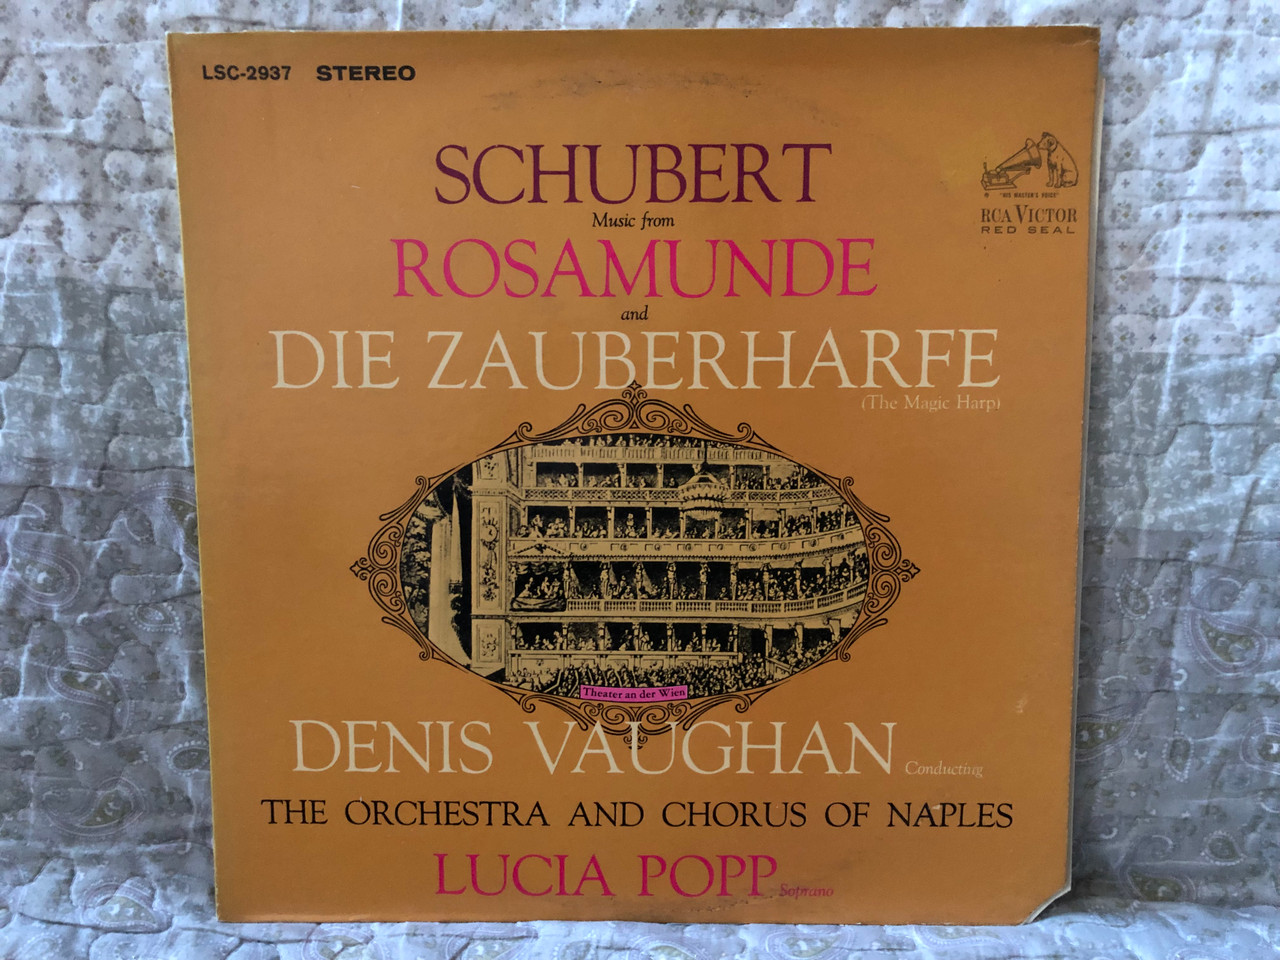 LSC-2937 STEREO
SCHUBERT
Music from
ROSAMUNDE
and
DIE ZAUBERHARFE
(The Magic Harp)
"HIS MASTER'S VOICE"
RCA VICTOR
RED SEAL
Theater an der Wien
DENIS VAUGHAN Conducting
THE ORCHESTRA AND CHORUS OF NAPLES
LUCIA POPP Soprano